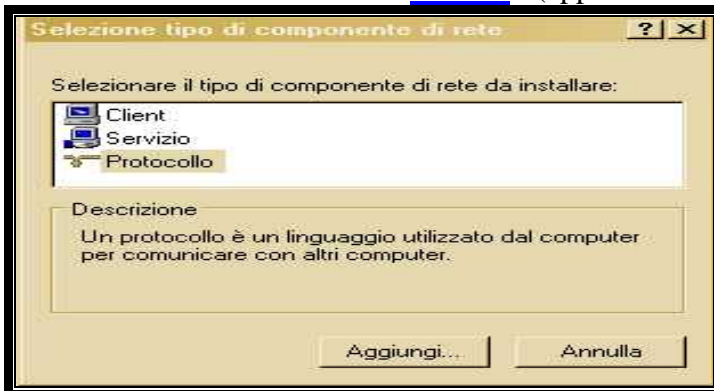 Selezione tipo di componente di rete
Selezionare il tipo di componente di rete da installare:
Client
Servizio
Protocollo
Descrizione
Un protocollo è un linguaggio utilizzato dal computer
per comunicare con altri computer.
Aggiungi... Annulla